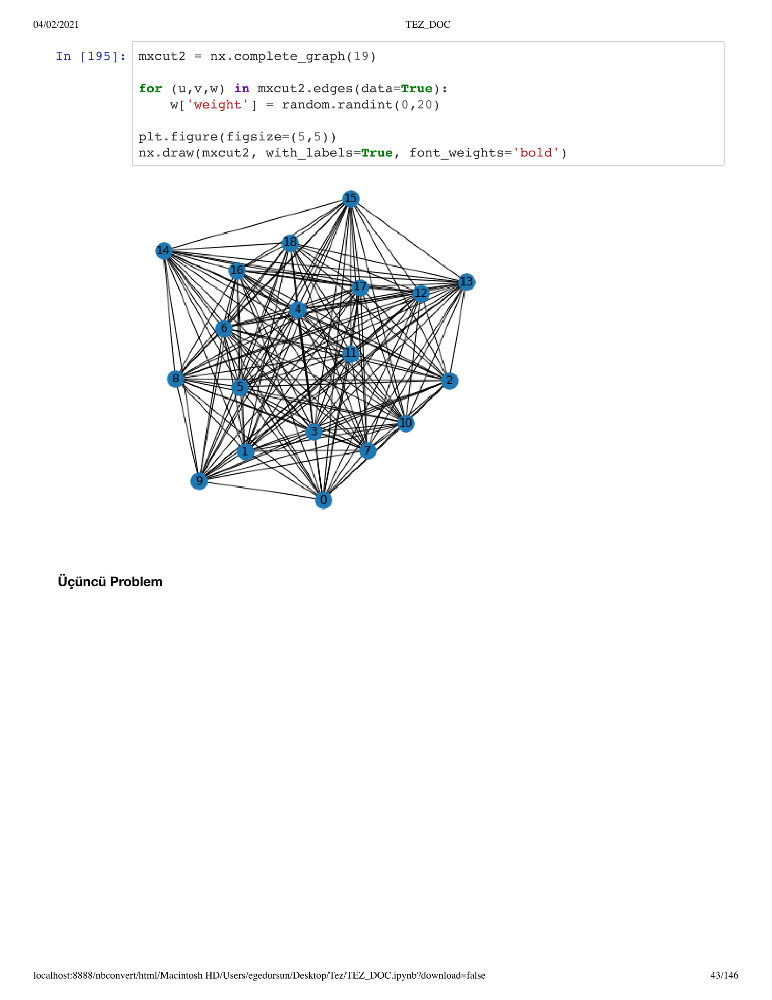 04/02/2021 TEZ_DOC
In [195]: mxcut2 = nx.complete_graph(19)
for (u,v,w) in mxcut2.edges(data=True):
    w['weight'] = random.randint(0,20)
plt.figure(figsize=(5,5))
nx.draw(mxcut2, with_labels=True, font_weights='bold')
15
18
14
16
13
17
12
4
6
11
8
2
5
10
3
1
7
9
0
Üçüncü Problem
localhost:8888/nbconvert/html/Macintosh HD/Users/egedursun/Desktop/Tez/TEZ_DOC.ipynb?download=false 43/146